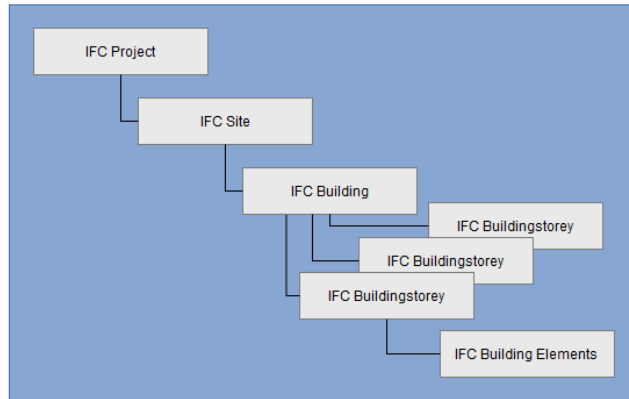 IFC Project
IFC Site
IFC Building
IFC Buildingstorey
IFC Buildingstorey
IFC Buildingstorey
IFC Building Elements